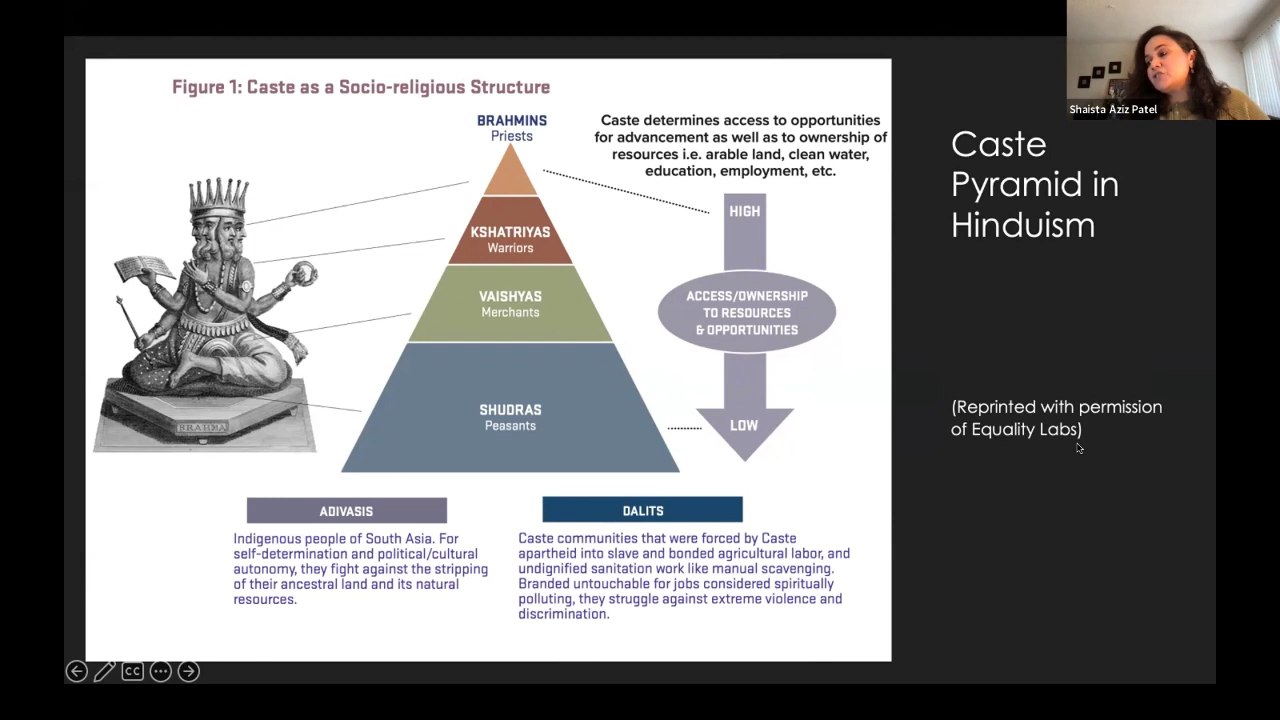 Figure 1: Caste as a Socio-religious Structure
BRAHMINS
Priests
KSHATRIYAS
Warriors
VAISHYAS
Merchants
SHUDRAS
Peasants
BRAHMA
Caste determines access to opportunities
for advancement as well as to ownership of
resources i.e. arable land, clean water,
education, employment, etc.
HIGH
ACCESS/OWNERSHIP
TO RESOURCES
& OPPORTUNITIES
LOW
ADIVASIS
Indigenous people of South Asia. For
self-determination and political/cultural
autonomy, they fight against the stripping
of their ancestral land and its natural
resources.
DALITS
Caste communities that were forced by Caste
apartheid into slave and bonded agricultural labor, and
undignified sanitation work like manual scavenging.
Branded untouchable for jobs considered spiritually
polluting, they struggle against extreme violence and
discrimination.
Shaista Aziz Patel
Caste
Pyramid in
Hinduism
(Reprinted with permission
of Equality Labs)
CC